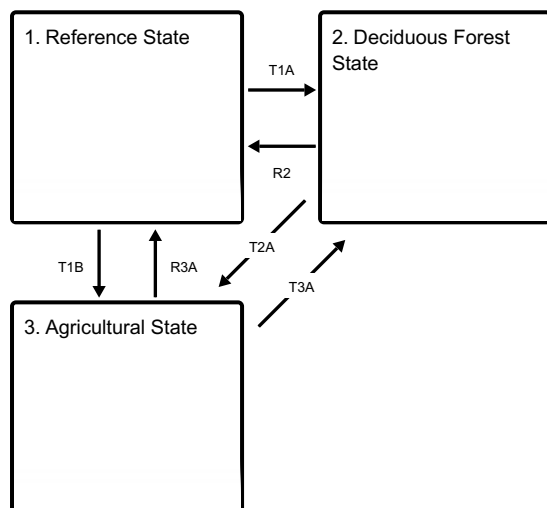 1. Reference State
2. Deciduous Forest
State
T1A
R2
T1B
R3A
T2A
T3A
3. Agricultural State